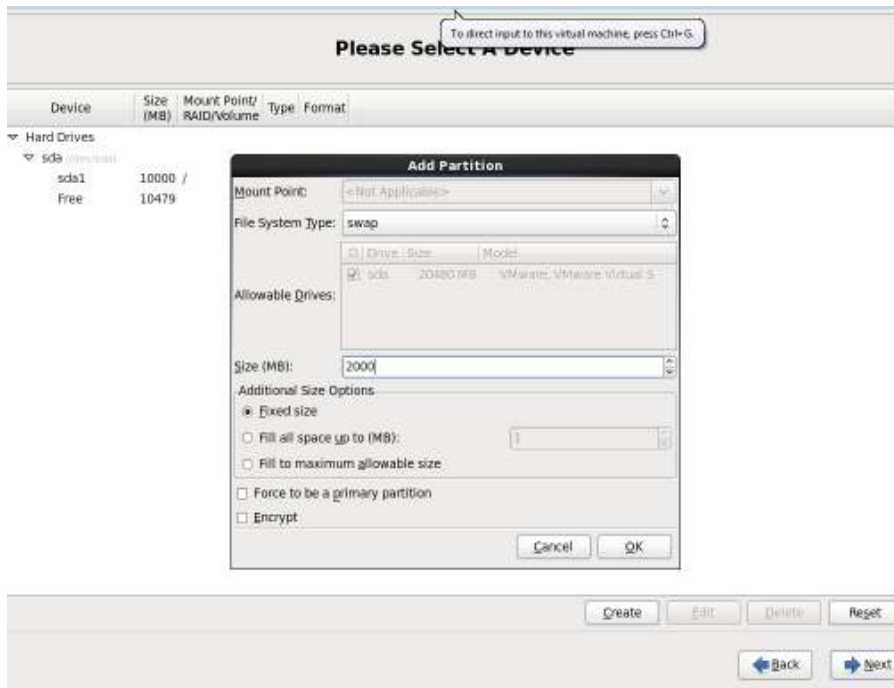 To direct input to this virtual machine, press Ctrl+G.
Please Select A Device
Device
Size (MB)
Mount Point/ RAID/Volume
Type
Format
Hard Drives
sda
sda1 10000 /
Free 10479
Add Partition
Mount Point: <Not Applicable>
File System Type: swap
Drive Size Model
sda 20480 MB VMware, VMware Virtual S
Allowable Drives:
Size (MB): 2000
Additional Size Options
Fixed size
Fill all space up to (MB): 1
Fill to maximum allowable size
Force to be a primary partition
Encrypt
Cancel OK
Create Edit Delete Reset
Back Next